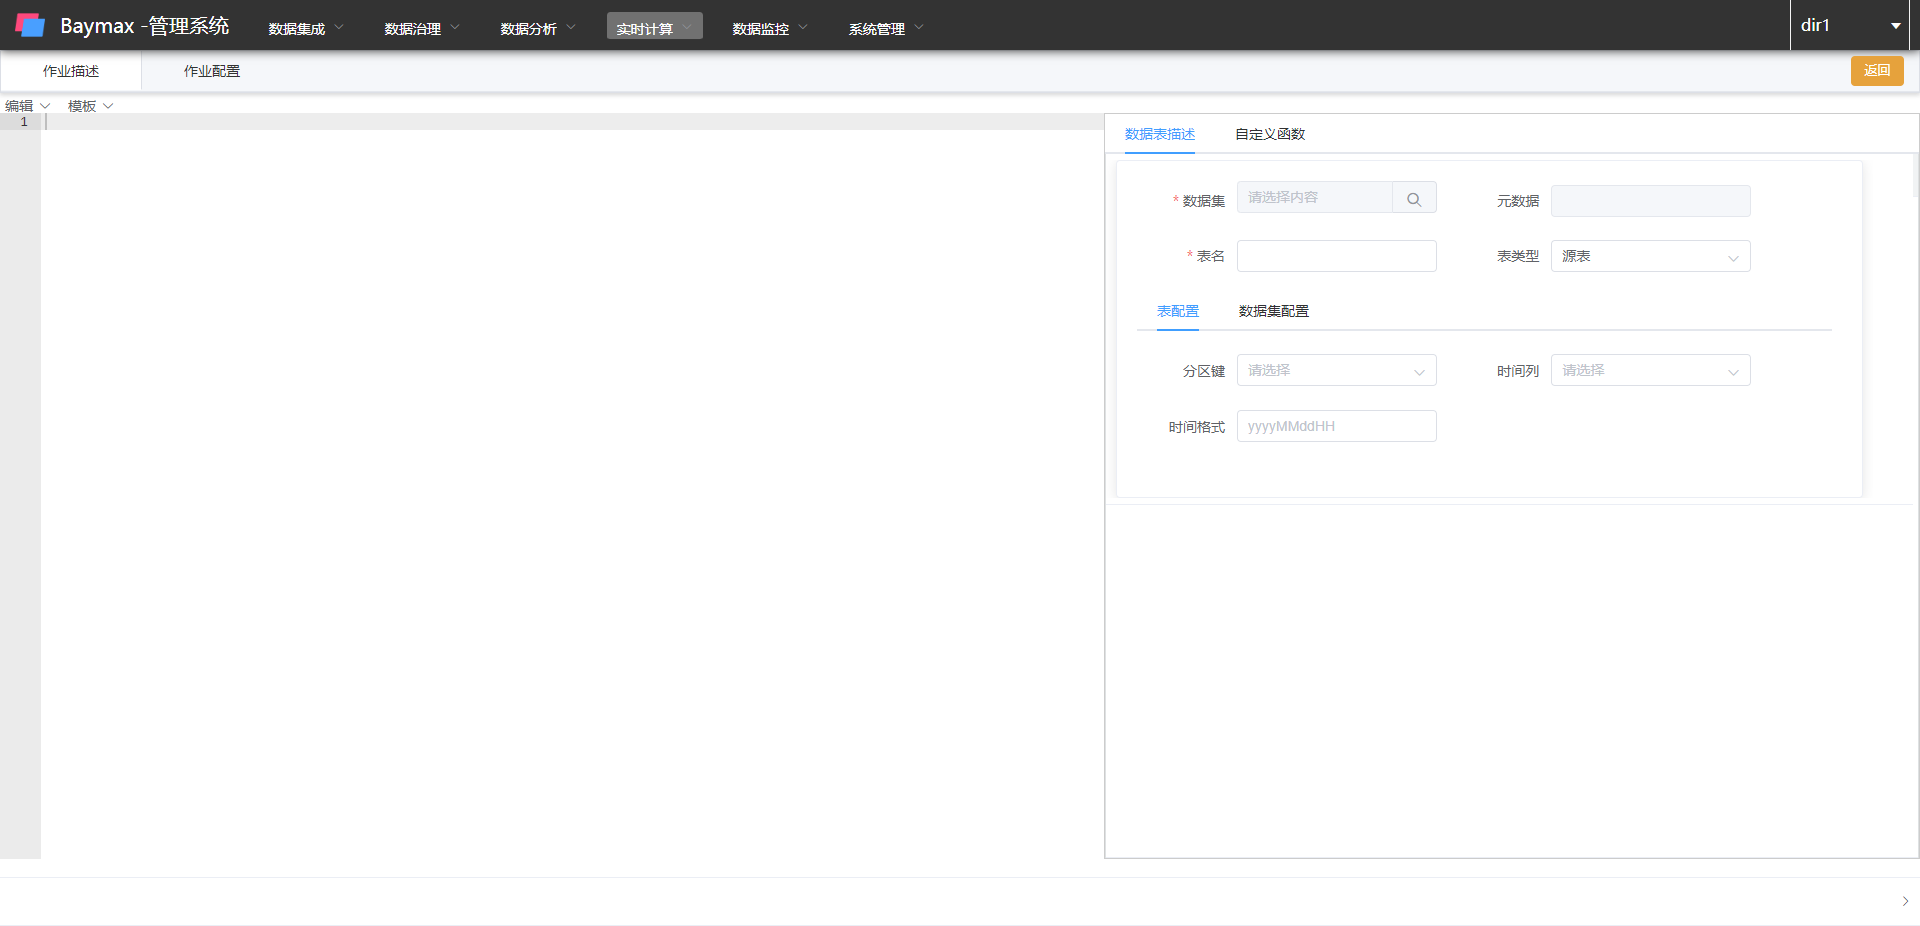 Baymax -管理系统 数据集成 数据治理 数据分析 实时计算 数据监控 系统管理 dir1
作业描述 作业配置 返回
编辑 模板
1
数据表描述 自定义函数
* 数据集 请选择内容 元数据
* 表名 表类型 源表
表配置 数据集配置
分区键 请选择 时间列 请选择
时间格式 yyyyMMddHH